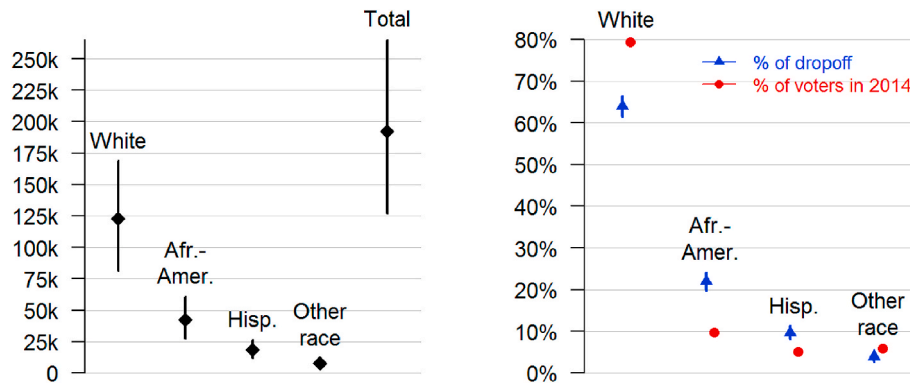 Total
250k
225k
200k
175k
150k
125k
100k
75k
50k
25k
0
White
Afr.-
Amer.
Hisp.
Other
race
White
80%
70%
60%
50%
40%
30%
20%
10%
0%
% of dropoff
% of voters in 2014
Afr.-
Amer.
Hisp.
Other
race